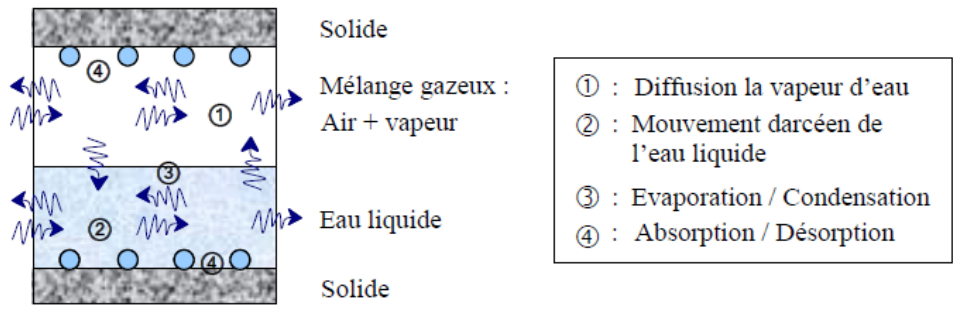 Solide
④
Mélange gazeux :
①
Air + vapeur
③
②
Eau liquide
④
Solide
① : Diffusion la vapeur d’eau
② : Mouvement darcéen de
l’eau liquide
③ : Evaporation / Condensation
④ : Absorption / Désorption